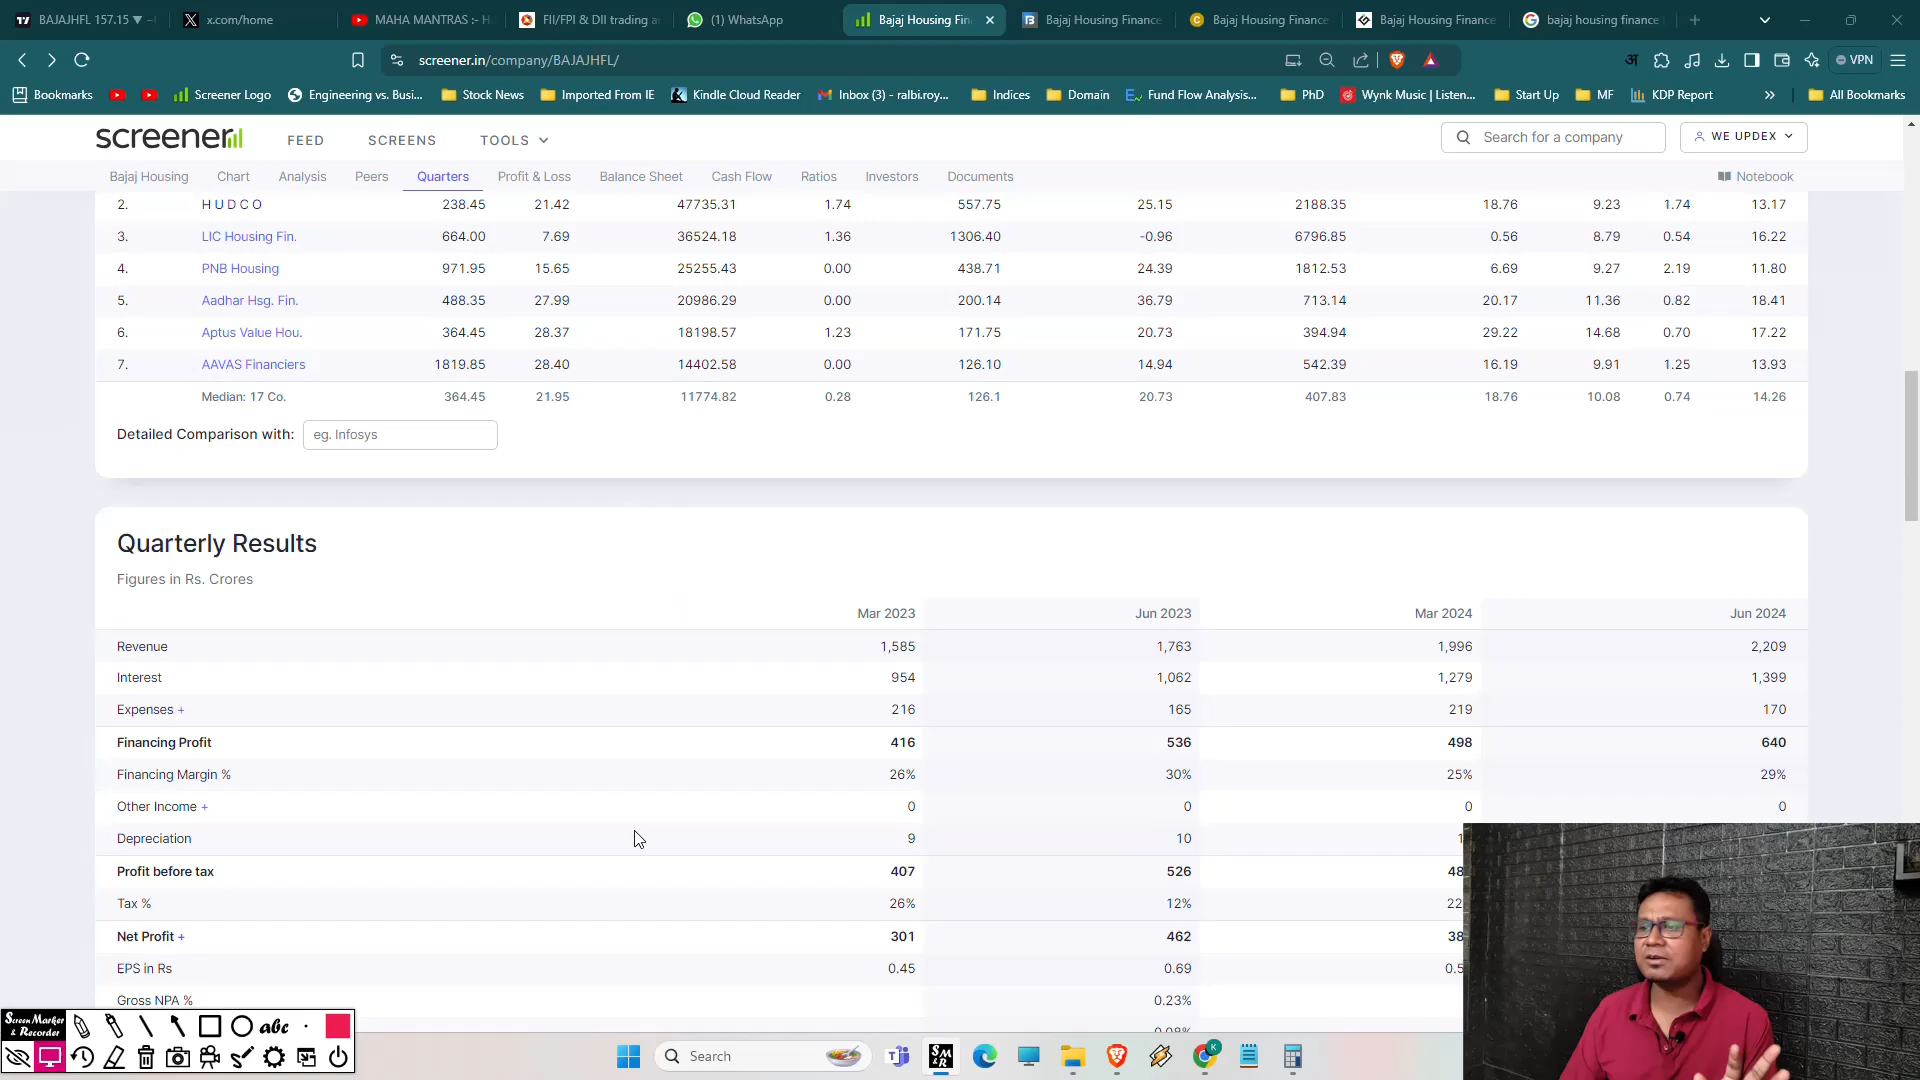 BAJAJHFL 157.15 ▼
x.com/home
MAHA MANTRAS :- H
FII/FPI & DII trading a
(1) WhatsApp
Bajaj Housing Fin
Bajaj Housing Finance
Bajaj Housing Finance
Bajaj Housing Finance
bajaj housing finance
screener.in/company/BAJAJHFL/
अ
VPN
Bookmarks
Screener Logo
Engineering vs. Busi...
Stock News
Imported From IE
Kindle Cloud Reader
Inbox (3) - ralbi.roy...
Indices
Domain
Fund Flow Analysis...
PhD
Wynk Music | Listen...
Start Up
MF
KDP Report
»
All Bookmarks
screener
FEED
SCREENS
TOOLS
Search for a company
WE UPDEX
Bajaj Housing Chart Analysis Peers Quarters Profit & Loss Balance Sheet Cash Flow Ratios Investors Documents Notebook
2. H U D C O 238.45 21.42 47735.31 1.74 557.75 25.15 2188.35 18.76 9.23 1.74 13.17
3. LIC Housing Fin. 664.00 7.69 36524.18 1.36 1306.40 -0.96 6796.85 0.56 8.79 0.54 16.22
4. PNB Housing 971.95 15.65 25255.43 0.00 438.71 24.39 1812.53 6.69 9.27 2.19 11.80
5. Aadhar Hsg. Fin. 488.35 27.99 20986.29 0.00 200.14 36.79 713.14 20.17 11.36 0.82 18.41
6. Aptus Value Hou. 364.45 28.37 18198.57 1.23 171.75 20.73 394.94 29.22 14.68 0.70 17.22
7. AAVAS Financiers 1819.85 28.40 14402.58 0.00 126.10 14.94 542.39 16.19 9.91 1.25 13.93
Median: 17 Co. 364.45 21.95 11774.82 0.28 126.1 20.73 407.83 18.76 10.08 0.74 14.26
Detailed Comparison with: eg. Infosys
Quarterly Results
Figures in Rs. Crores
Mar 2023 Jun 2023 Mar 2024 Jun 2024
Revenue 1,585 1,763 1,996 2,209
Interest 954 1,062 1,279 1,399
Expenses + 216 165 219 170
Financing Profit 416 536 498 640
Financing Margin % 26% 30% 25% 29%
Other Income + 0 0 0 0
Depreciation 9 10 1
Profit before tax 407 526 48
Tax % 26% 12% 22
Net Profit + 301 462 38
EPS in Rs 0.45 0.69 0.5
Gross NPA % 0.23%
Screen Marker
& Recorder
abc
Search
S
M
&R
K